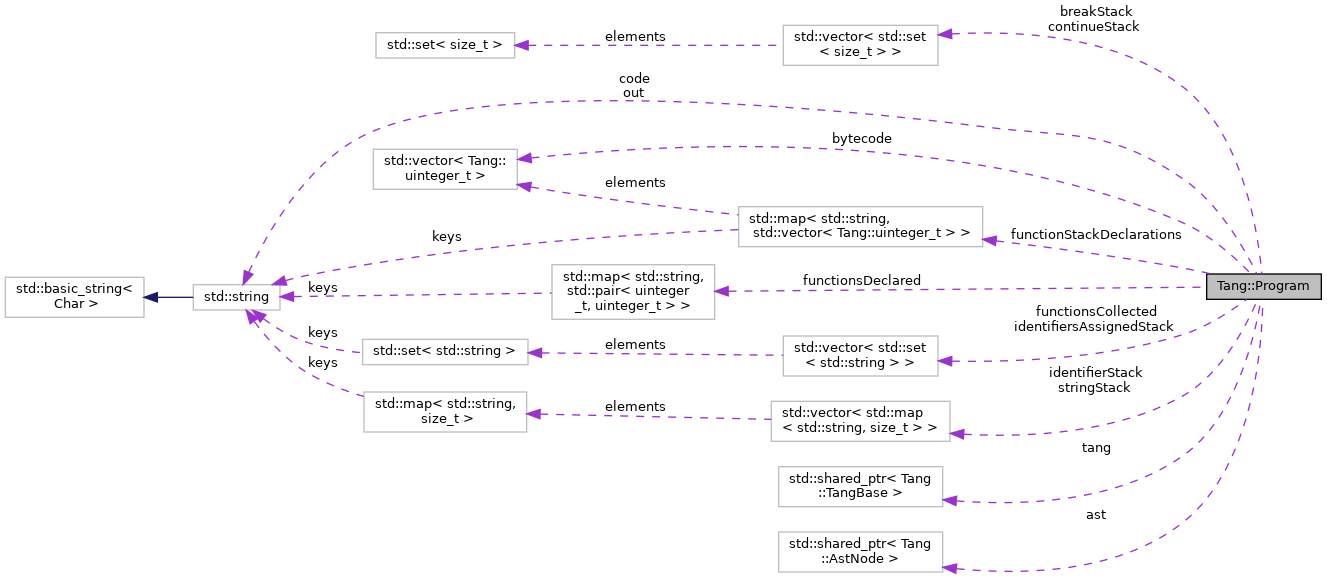 breakStack
continueStack
std::set< size_t >
elements
std::vector< std::set
< size_t > >
code
out
bytecode
std::vector< Tang::
uinteger_t >
elements
std::map< std::string,
std::vector< Tang::uinteger_t > >
functionStackDeclarations
keys
std::basic_string<
Char >
std::string
keys
std::map< std::string,
std::pair< uinteger
_t, uinteger_t > >
functionsDeclared
Tang::Program
keys
std::set< std::string >
elements
std::vector< std::set
< std::string > >
functionsCollected
identifiersAssignedStack
keys
std::map< std::string,
size_t >
elements
std::vector< std::map
< std::string, size_t > >
identifierStack
stringStack
tang
std::shared_ptr< Tang
::TangBase >
ast
std::shared_ptr< Tang
::AstNode >